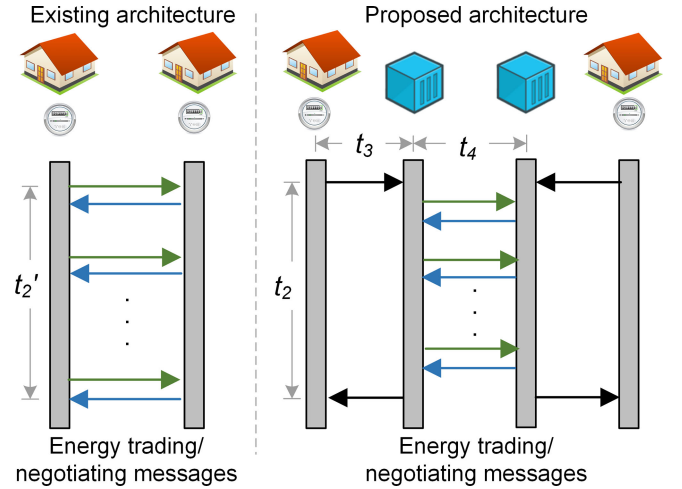 Existing architecture
Proposed architecture
t3
t4
t2'
t2
Energy trading/
negotiating messages
Energy trading/
negotiating messages